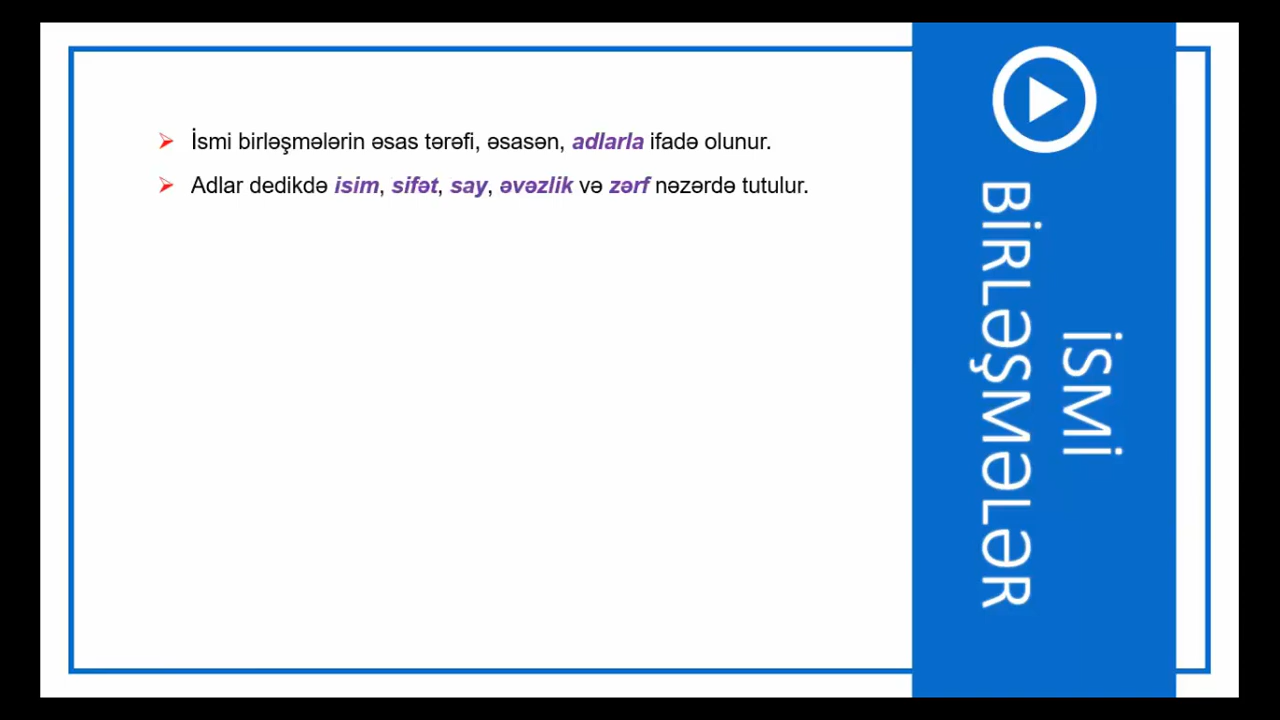 İsmi birləşmələrin əsas tərəfi, əsasən, adlarla ifadə olunur.
Adlar dedikdə isim, sifət, say, əvəzlik və zərf nəzərdə tutulur.
İSMİ
BİRLƏŞMƏLƏR